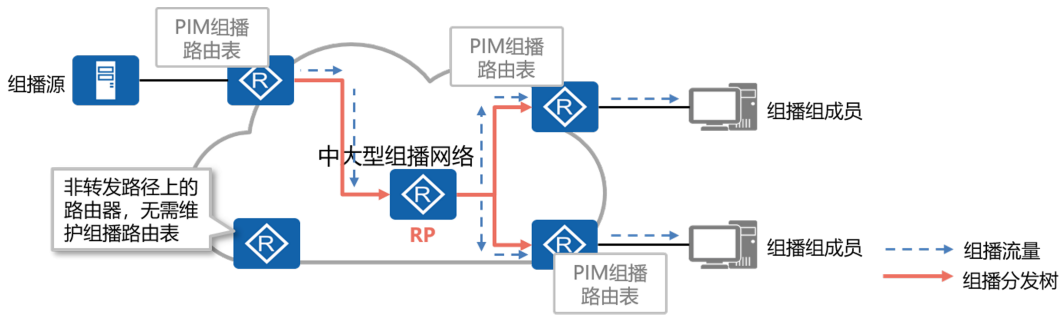 PIM组播
路由表
PIM组播
路由表
组播源
R
R
组播组成员
中大型组播网络
非转发路径上的
路由器，无需维
护组播路由表
R
RP
R
R
组播组成员
PIM组播
路由表
组播流量
组播分发树